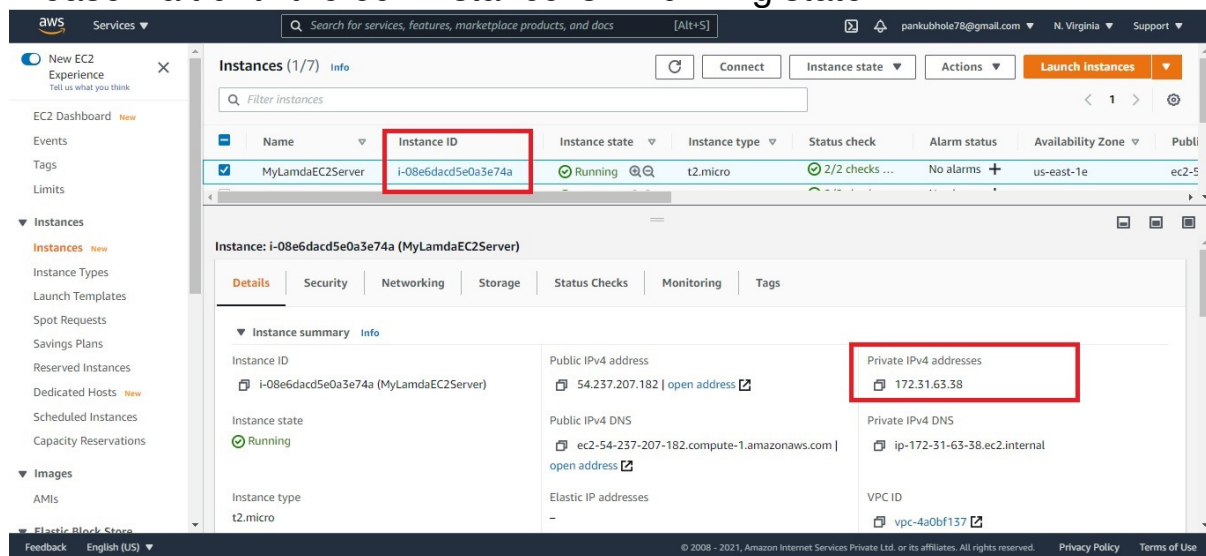 aws Services ▼ Search for services, features, marketplace products, and docs [Alt+S] pankubhole78@gmail.com ▼ N. Virginia ▼ Support ▼
New EC2
Experience
Tell us what you think
EC2 Dashboard New
Events
Tags
Limits
▼ Instances
Instances New
Instance Types
Launch Templates
Spot Requests
Savings Plans
Reserved Instances
Dedicated Hosts New
Scheduled Instances
Capacity Reservations
▼ Images
AMIs
▼ Elastic Block Store
Instances (1/7) Info Connect Instance state ▼ Actions ▼ Launch instances ▼
Filter instances < 1 >
Name Instance ID Instance state Instance type Status check Alarm status Availability Zone Publi
MyLamdaEC2Server i-08e6dacd5e0a3e74a Running t2.micro 2/2 checks ... No alarms + us-east-1e ec2-5
Instance: i-08e6dacd5e0a3e74a (MyLamdaEC2Server)
Details Security Networking Storage Status Checks Monitoring Tags
▼ Instance summary Info
Instance ID Public IPv4 address Private IPv4 addresses
i-08e6dacd5e0a3e74a (MyLamdaEC2Server) 54.237.207.182 | open address 172.31.63.38
Instance state Public IPv4 DNS Private IPv4 DNS
Running ec2-54-237-207-182.compute-1.amazonaws.com | ip-172-31-63-38.ec2.internal
open address
Instance type Elastic IP addresses VPC ID
t2.micro – vpc-4a0bf137
Feedback English (US) ▼ © 2008 - 2021, Amazon Internet Services Private Ltd. or its affiliates. All rights reserved. Privacy Policy Terms of Use